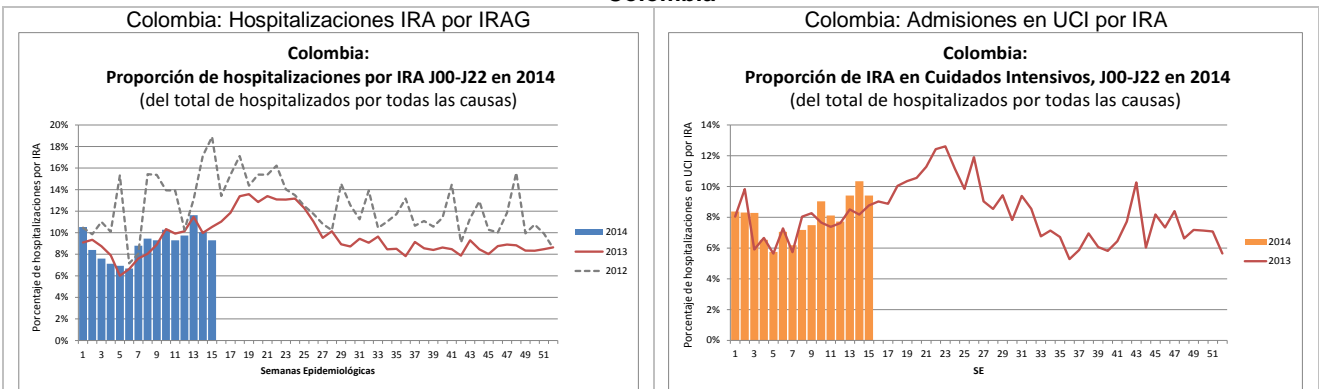 Colombia: Hospitalizaciones IRA por IRAG
Colombia:
Proporción de hospitalizaciones por IRA J00-J22 en 2014
(del total de hospitalizados por todas las causas)
Porcentaje de hospitalizaciones por IRA
20%
18%
16%
14%
12%
10%
8%
6%
4%
2%
0%
1 3 5 7 9 11 13 15 17 19 21 23 25 27 29 31 33 35 37 39 41 43 45 47 49 51
Semanas Epidemiológicas
2014
2013
2012
Colombia: Admisiones en UCI por IRA
Colombia:
Proporción de IRA en Cuidados Intensivos, J00-J22 en 2014
(del total de hospitalizados por todas las causas)
Porcentaje de hospitalizaciones en UCI por IRA
14%
12%
10%
8%
6%
4%
2%
0%
1 3 5 7 9 11 13 15 17 19 21 23 25 27 29 31 33 35 37 39 41 43 45 47 49 51
SE
2014
2013